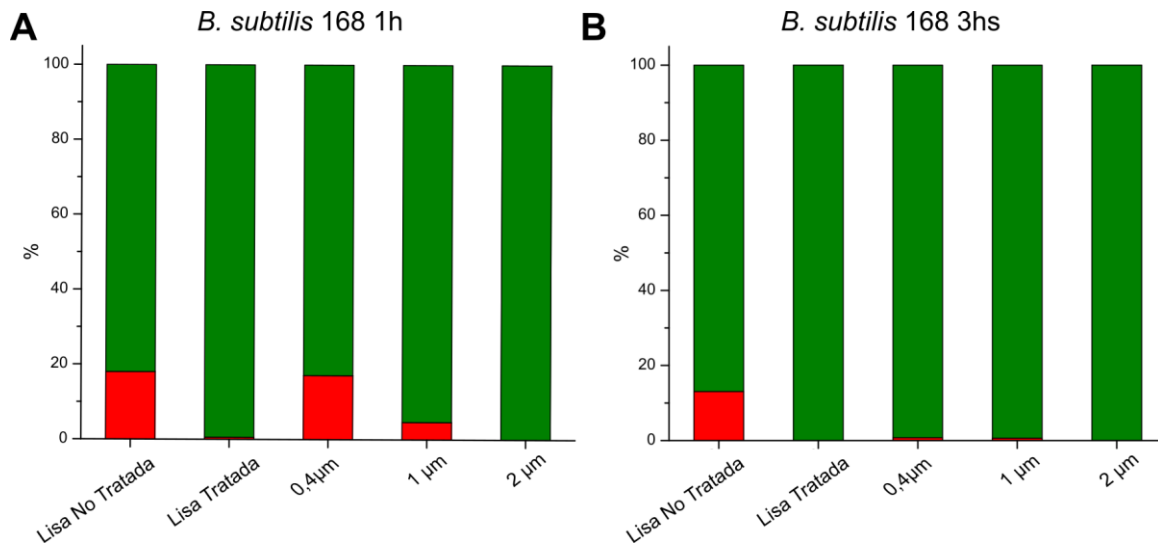 A
B. subtilis 168 1h
100
80
60
40
20
0
%
Lisa No Tratada
Lisa Tratada
0,4µm
1 µm
2 µm
B
B. subtilis 168 3hs
100
80
60
40
20
0
%
Lisa No Tratada
Lisa Tratada
0,4µm
1 µm
2 µm